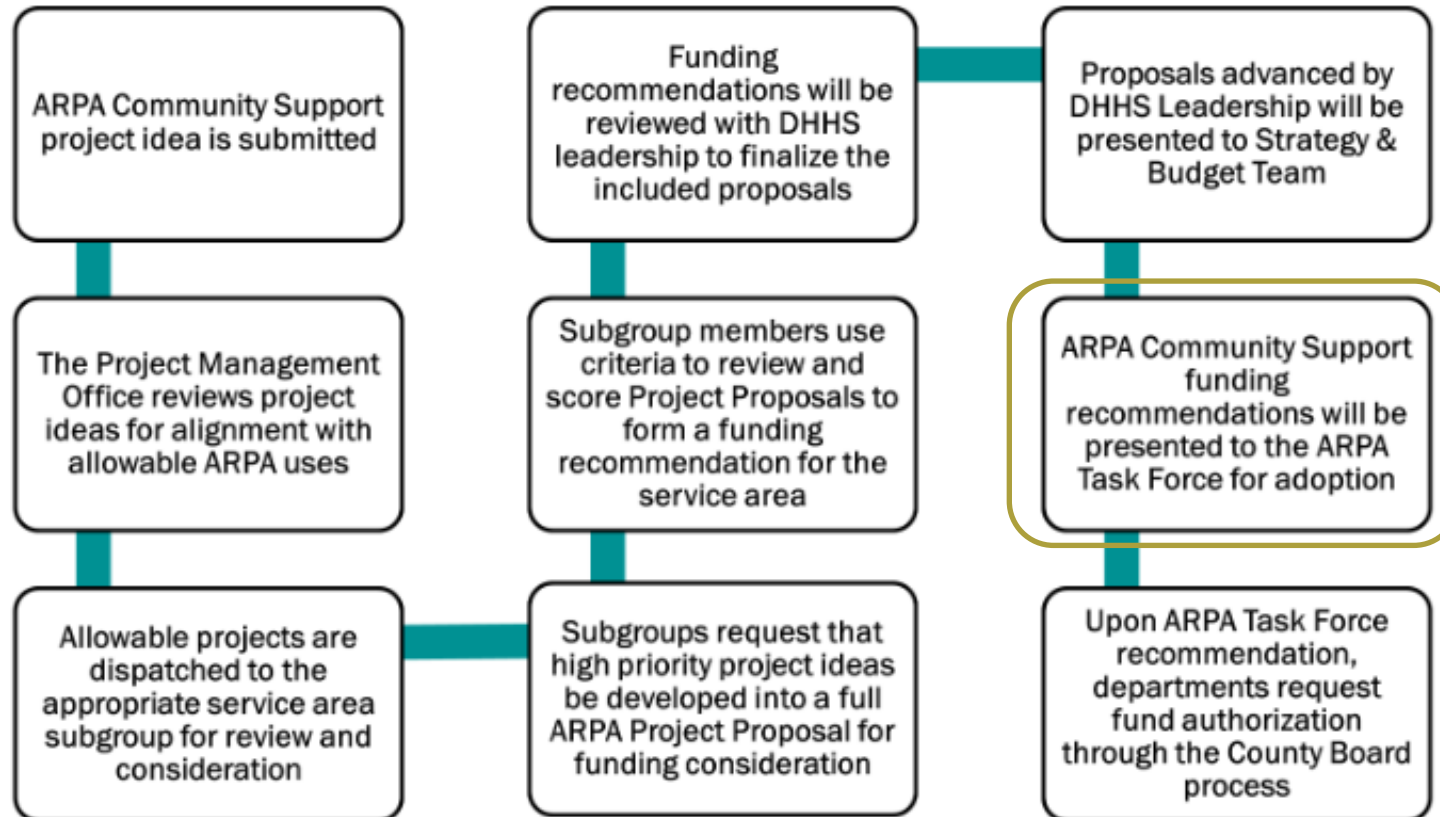 ARPA Community Support
project idea is submitted
The Project Management
Office reviews project
ideas for alignment with
allowable ARPA uses
Allowable projects are
dispatched to the
appropriate service area
subgroup for review and
consideration
Subgroups request that
high priority project ideas
be developed into a full
ARPA Project Proposal for
funding consideration
Subgroup members use
criteria to review and
score Project Proposals to
form a funding
recommendation for the
service area
Funding
recommendations will be
reviewed with DHHS
leadership to finalize the
included proposals
Proposals advanced by
DHHS Leadership will be
presented to Strategy &
Budget Team
ARPA Community Support
funding
recommendations will be
presented to the ARPA
Task Force for adoption
Upon ARPA Task Force
recommendation,
departments request
fund authorization
through the County Board
process